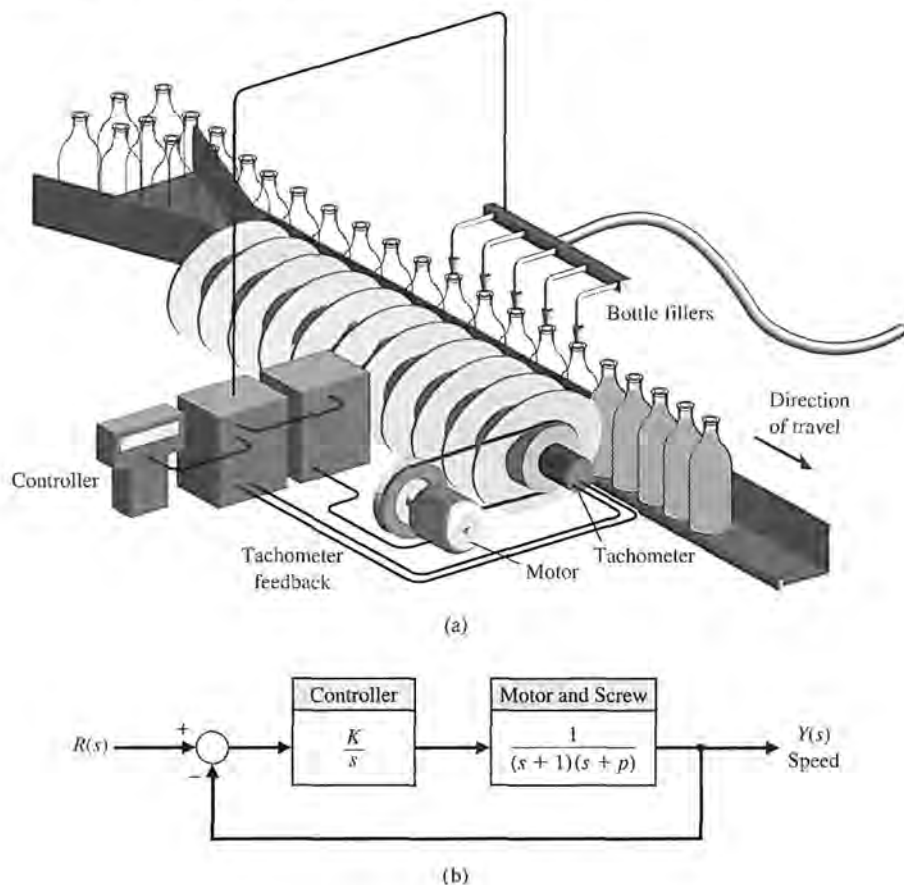 Bottle fillers
Direction
of travel
Controller
Tachometer
feedback
Motor
Tachometer
(a)
Controller
Motor and Screw
R(s)
+
−
K
s
1
(s + 1)(s + p)
Y(s)
Speed
(b)